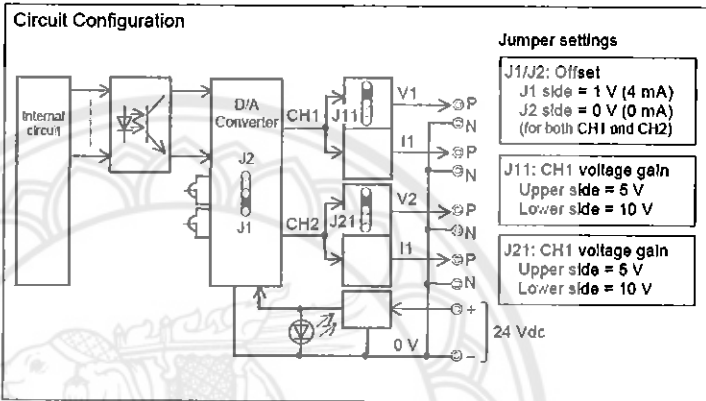 Circuit Configuration
Internal
circuit
D/A
Converter
J2
J1
CH1
J11
V1
P
N
I1
P
N
CH2
J21
V2
P
N
I1
P
N
+
24 Vdc
0 V
-
Jumper settings
J1/J2: Offset
J1 side = 1 V (4 mA)
J2 side = 0 V (0 mA)
(for both CH1 and CH2)
J11: CH1 voltage gain
Upper side = 5 V
Lower side = 10 V
J21: CH1 voltage gain
Upper side = 5 V
Lower side = 10 V